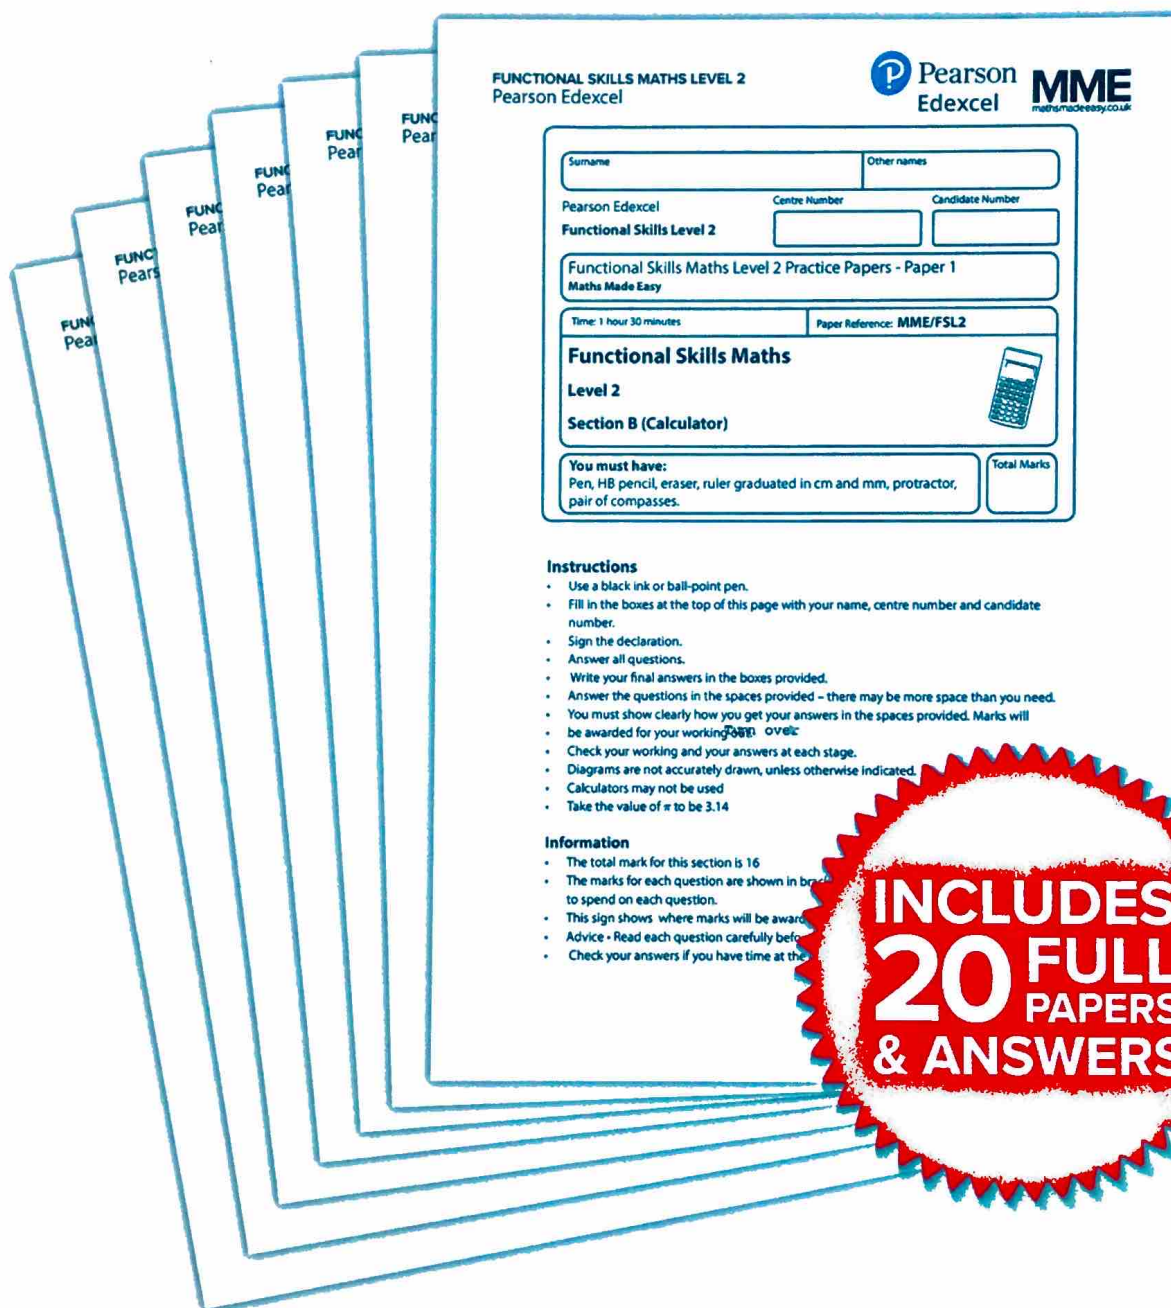 FUNCTIONAL SKILLS MATHS LEVEL 2
Pearson Edexcel
Pearson
Edexcel
MME
mathsmadeeasy.co.uk
FUNC
Pear
FUNC
Pear
FUNC
Pear
FUNC
Pear
FUNC
Pears
FUN
Pea
Surname
Other names
Pearson Edexcel
Functional Skills Level 2
Centre Number
Candidate Number
Functional Skills Maths Level 2 Practice Papers - Paper 1
Maths Made Easy
Time: 1 hour 30 minutes
Paper Reference: MME/FSL2
Functional Skills Maths
Level 2
Section B (Calculator)
You must have:
Pen, HB pencil, eraser, ruler graduated in cm and mm, protractor,
pair of compasses.
Total Marks
Instructions
• Use a black ink or ball-point pen.
• Fill in the boxes at the top of this page with your name, centre number and candidate
number.
• Sign the declaration.
• Answer all questions.
• Write your final answers in the boxes provided.
• Answer the questions in the spaces provided – there may be more space than you need.
• You must show clearly how you get your answers in the spaces provided. Marks will
• be awarded for your working over
• Check your working and your answers at each stage.
• Diagrams are not accurately drawn, unless otherwise indicated.
• Calculators may not be used
• Take the value of π to be 3.14
Information
• The total mark for this section is 16
• The marks for each question are shown in
to spend on each question.
• This sign shows where marks will be award
• Advice - Read each question carefully befo
• Check your answers if you have time at the
INCLUDES
20 FULL
PAPERS
& ANSWERS